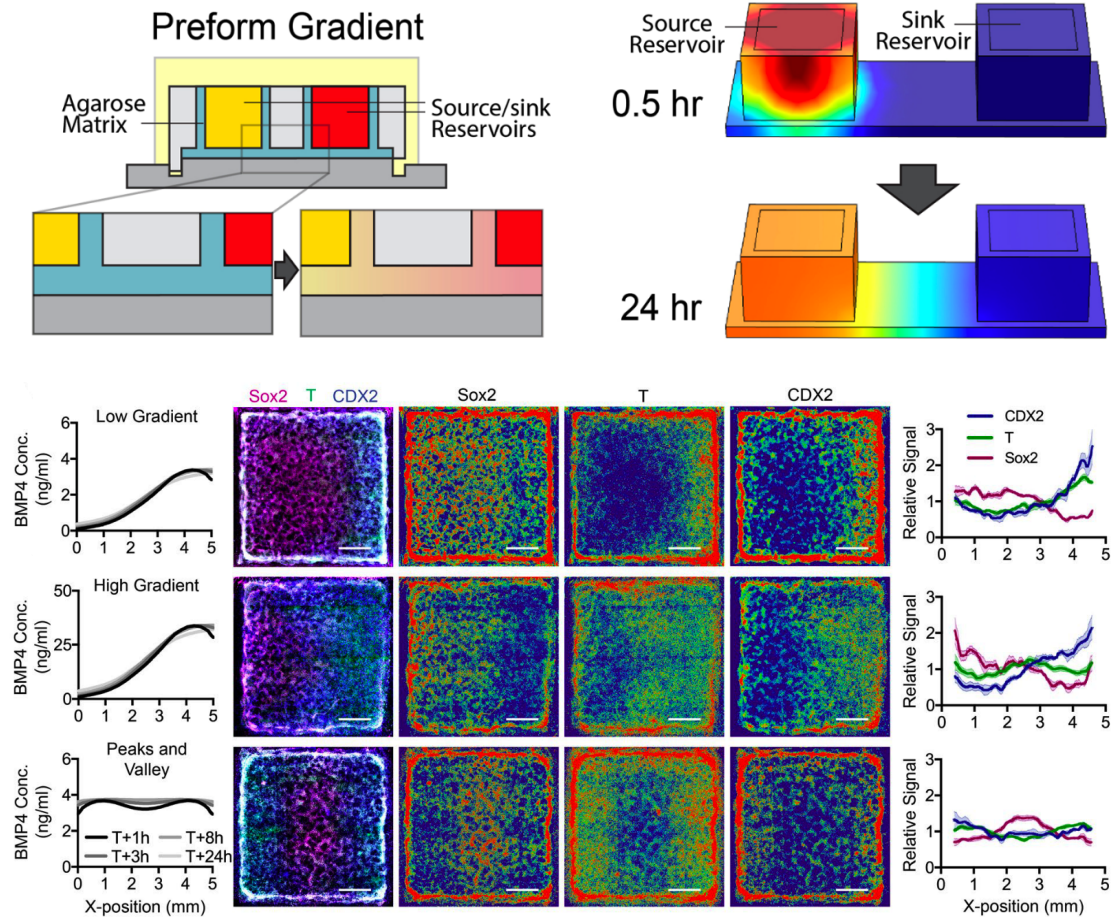 Preform Gradient
Agarose
Matrix
Source/sink
Reservoirs
Source
Reservoir
Sink
Reservoir
0.5 hr
24 hr
Sox2 T CDX2
Sox2
T
CDX2
Low Gradient
BMP4 Conc.
(ng/ml)
6
4
2
0
0 1 2 3 4 5
CDX2
T
Sox2
Relative Signal
3
2
1
0
0 1 2 3 4 5
High Gradient
BMP4 Conc.
(ng/ml)
50
25
0
0 1 2 3 4 5
Relative Signal
3
2
1
0
0 1 2 3 4 5
Peaks and
Valley
BMP4 Conc.
(ng/ml)
6
4
2
0
T+1h T+8h
T+3h T+24h
0 1 2 3 4 5
X-position (mm)
Relative Signal
3
2
1
0
0 1 2 3 4 5
X-position (mm)